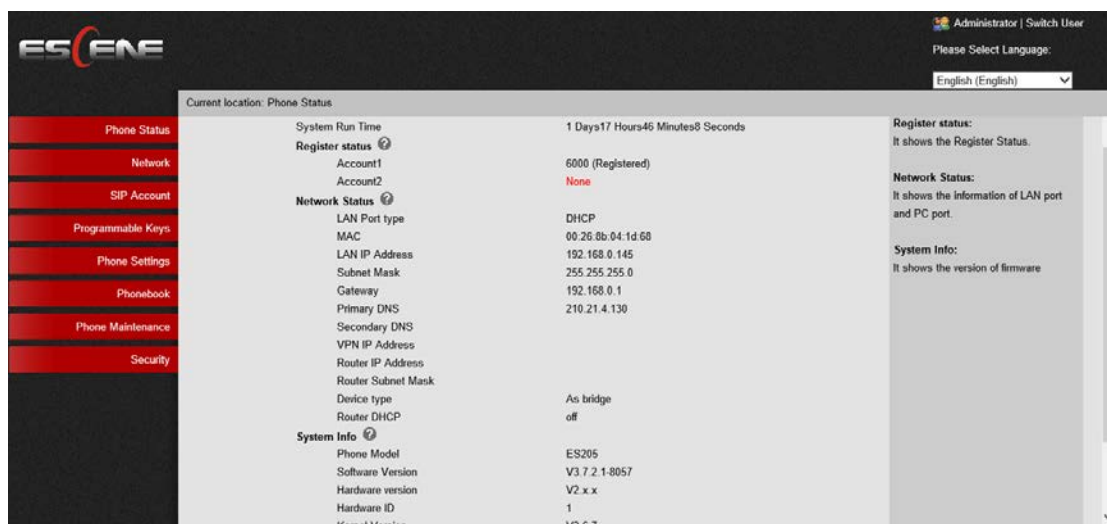 ESCENE
Administrator | Switch User
Please Select Language:
English (English)
Current location: Phone Status
Phone Status
Network
SIP Account
Programmable Keys
Phone Settings
Phonebook
Phone Maintenance
Security
System Run Time 1 Days17 Hours46 Minutes8 Seconds
Register status
Account1 6000 (Registered)
Account2 None
Network Status
LAN Port type DHCP
MAC 00:26:8b:04:1d:68
LAN IP Address 192.168.0.145
Subnet Mask 255.255.255.0
Gateway 192.168.0.1
Primary DNS 210.21.4.130
Secondary DNS
VPN IP Address
Router IP Address
Router Subnet Mask
Device type As bridge
Router DHCP off
System Info
Phone Model ES205
Software Version V3.7.2.1-8057
Hardware version V2.x.x
Hardware ID 1
Register status:
It shows the Register Status.
Network Status:
It shows the information of LAN port
and PC port.
System Info:
It shows the version of firmware